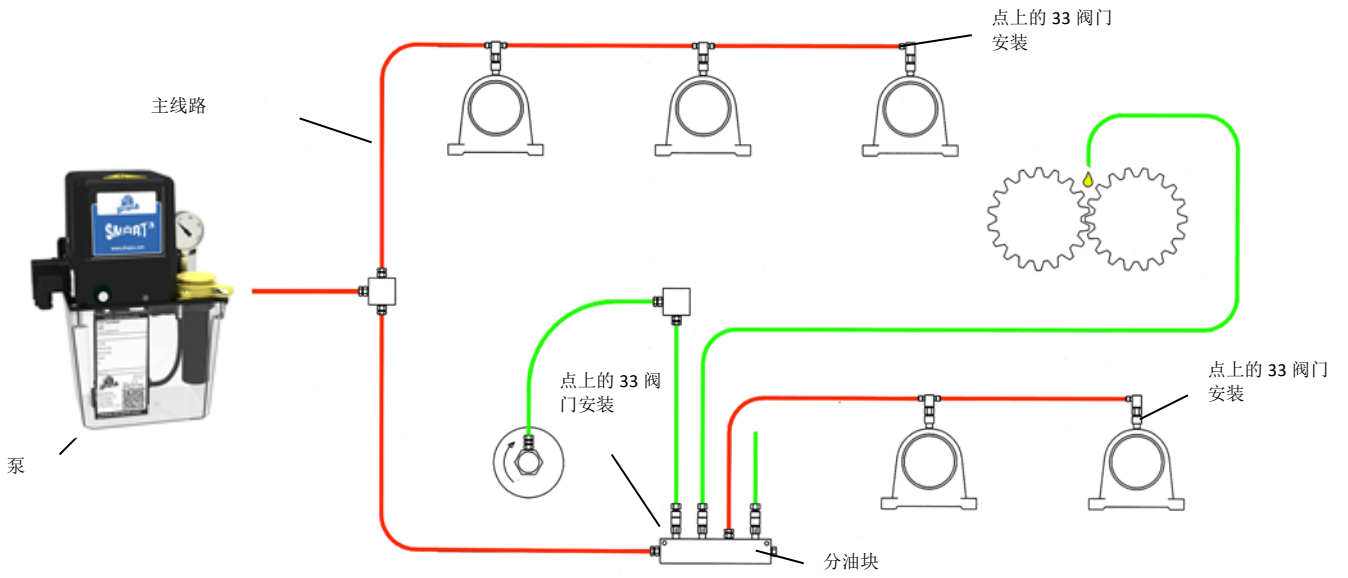 点上的 33 阀门
安装
主线路
SMART³
点上的 33 阀
门安装
点上的 33 阀门
安装
泵
分油块